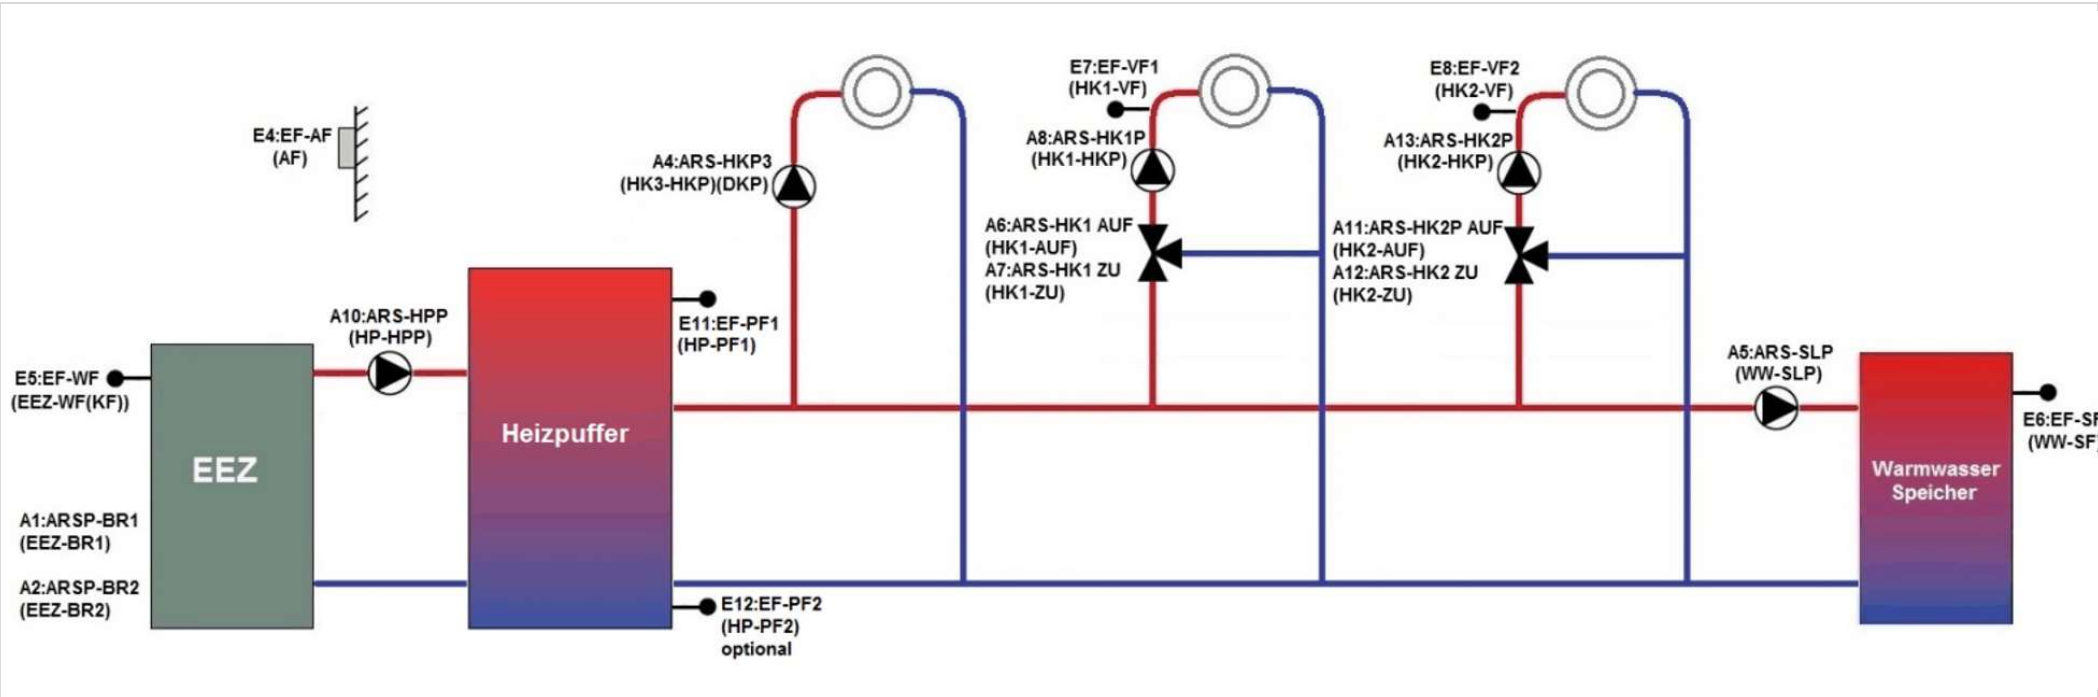 E4:EF-AF
(AF)
E5:EF-WF
(EEZ-WF(KF))
EEZ
A1:ARSP-BR1
(EEZ-BR1)
A2:ARSP-BR2
(EEZ-BR2)
A10:ARS-HPP
(HP-HPP)
Heizpuffer
E11:EF-PF1
(HP-PF1)
E12:EF-PF2
(HP-PF2)
optional
A4:ARS-HKP3
(HK3-HKP)(DKP)
E7:EF-VF1
(HK1-VF)
A8:ARS-HK1P
(HK1-HKP)
A6:ARS-HK1 AUF
(HK1-AUF)
A7:ARS-HK1 ZU
(HK1-ZU)
E8:EF-VF2
(HK2-VF)
A13:ARS-HK2P
(HK2-HKP)
A11:ARS-HK2P AUF
(HK2-AUF)
A12:ARS-HK2 ZU
(HK2-ZU)
A5:ARS-SLP
(WW-SLP)
Warmwasser
Speicher
E6:EF-SF
(WW-SF)